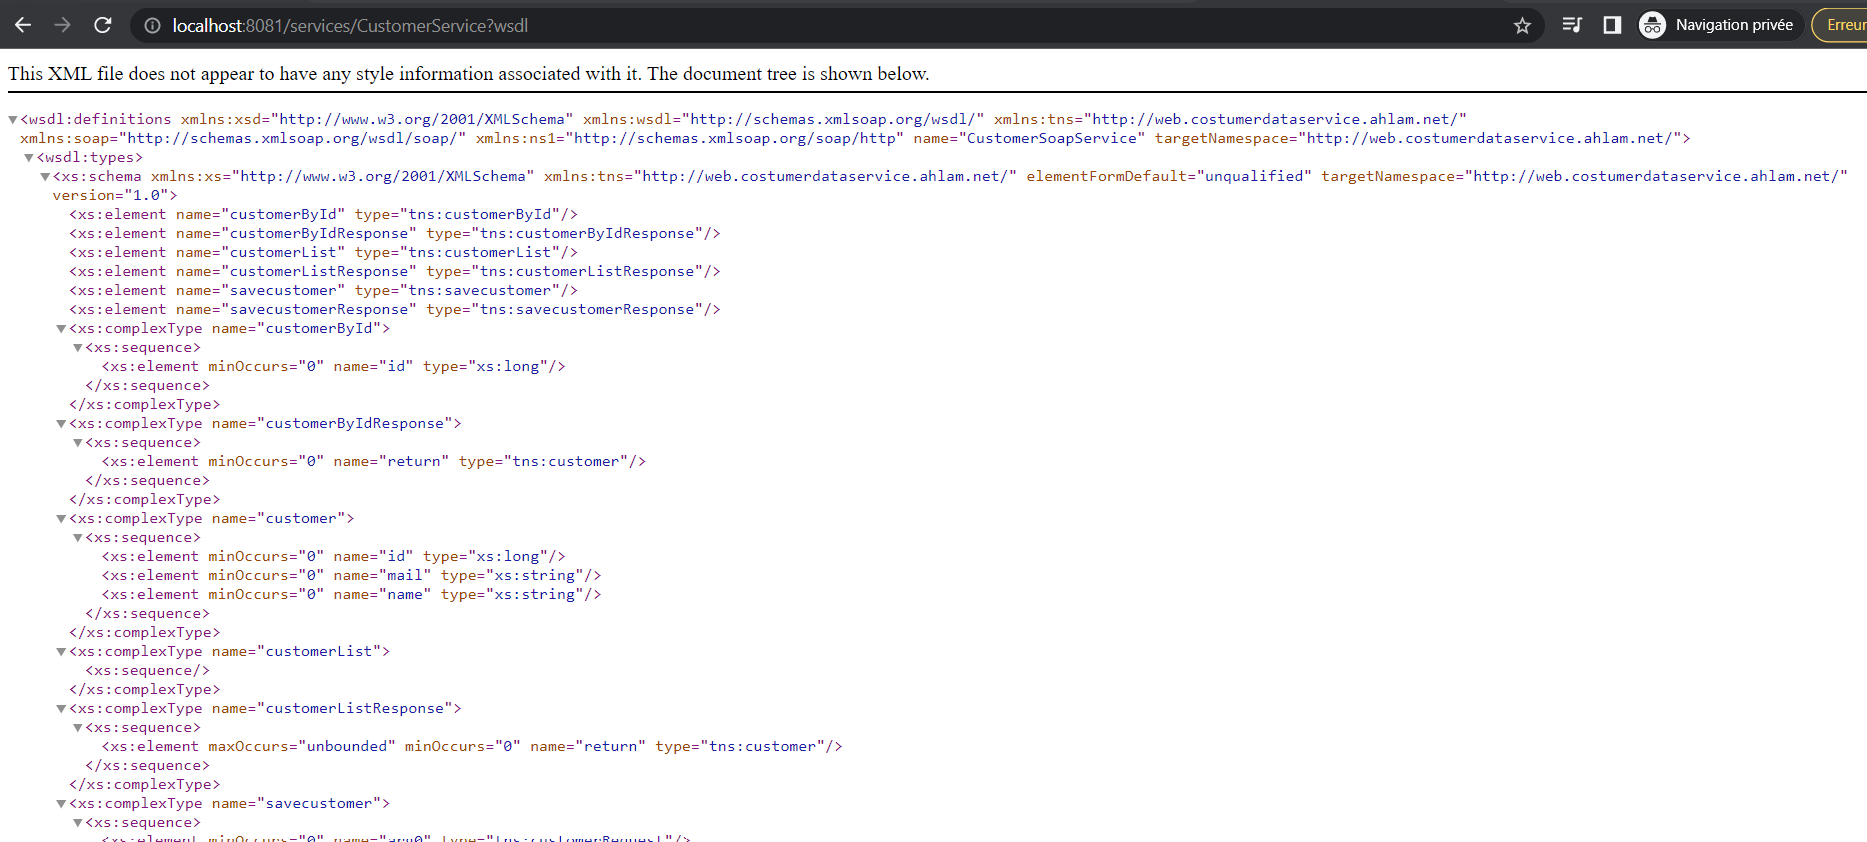 localhost:8081/services/CustomerService?wsdl
Navigation privée
Erreur
This XML file does not appear to have any style information associated with it. The document tree is shown below.
<wsdl:definitions xmlns:xsd="http://www.w3.org/2001/XMLSchema" xmlns:wsdl="http://schemas.xmlsoap.org/wsdl/" xmlns:tns="http://web.costumerdataservice.ahlam.net/"
xmlns:soap="http://schemas.xmlsoap.org/wsdl/soap/" xmlns:ns1="http://schemas.xmlsoap.org/soap/http" name="CustomerSoapService" targetNamespace="http://web.costumerdataservice.ahlam.net/">
<wsdl:types>
<xs:schema xmlns:xs="http://www.w3.org/2001/XMLSchema" xmlns:tns="http://web.costumerdataservice.ahlam.net/" elementFormDefault="unqualified" targetNamespace="http://web.costumerdataservice.ahlam.net/"
version="1.0">
<xs:element name="customerById" type="tns:customerById"/>
<xs:element name="customerByIdResponse" type="tns:customerByIdResponse"/>
<xs:element name="customerList" type="tns:customerList"/>
<xs:element name="customerListResponse" type="tns:customerListResponse"/>
<xs:element name="savecustomer" type="tns:savecustomer"/>
<xs:element name="savecustomerResponse" type="tns:savecustomerResponse"/>
<xs:complexType name="customerById">
<xs:sequence>
<xs:element minOccurs="0" name="id" type="xs:long"/>
</xs:sequence>
</xs:complexType>
<xs:complexType name="customerByIdResponse">
<xs:sequence>
<xs:element minOccurs="0" name="return" type="tns:customer"/>
</xs:sequence>
</xs:complexType>
<xs:complexType name="customer">
<xs:sequence>
<xs:element minOccurs="0" name="id" type="xs:long"/>
<xs:element minOccurs="0" name="mail" type="xs:string"/>
<xs:element minOccurs="0" name="name" type="xs:string"/>
</xs:sequence>
</xs:complexType>
<xs:complexType name="customerList">
<xs:sequence/>
</xs:complexType>
<xs:complexType name="customerListResponse">
<xs:sequence>
<xs:element maxOccurs="unbounded" minOccurs="0" name="return" type="tns:customer"/>
</xs:sequence>
</xs:complexType>
<xs:complexType name="savecustomer">
<xs:sequence>
<xs:element minOccurs="0" name="arg0" type="tns:customerRequest"/>